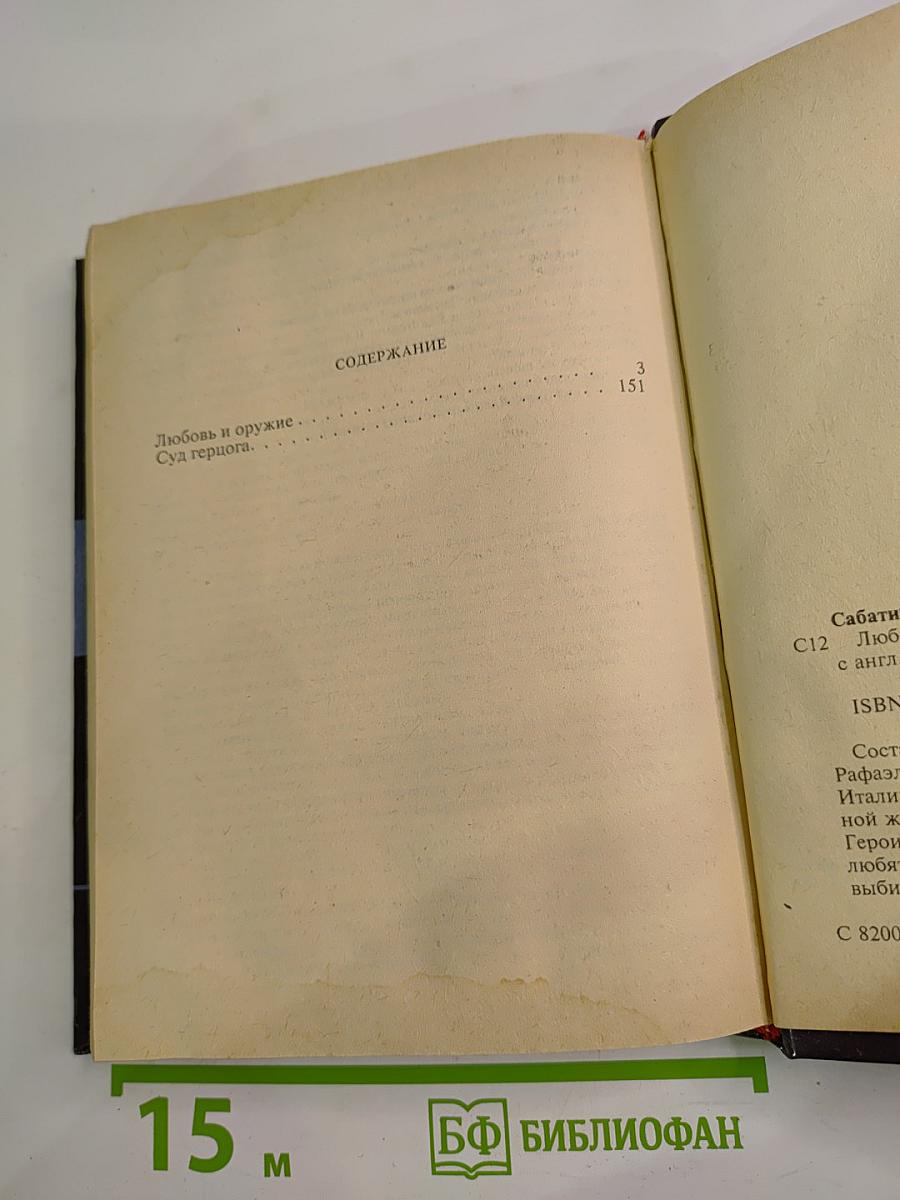 СОДЕРЖАНИЕ
Любовь и оружие . . . . . . . . . . . . . . . . . . . . . . 3
Суд герцога. . . . . . . . . . . . . . . . . . . . . . . . . 151
Сабати
С12 Люб
с англ
ISBN
Соста
Рафаэл
Итали
ной ж
Герои
любят
выби
С 8200
15 м
БФ БИБЛИОФАН